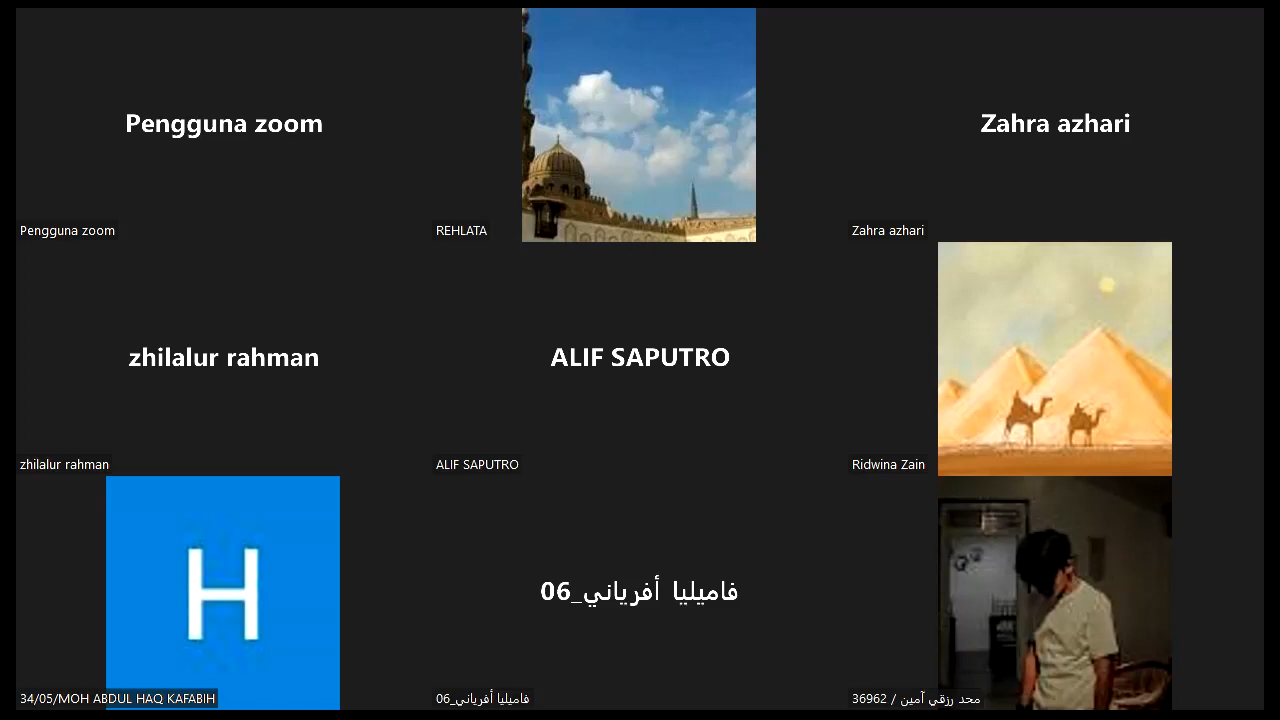 Pengguna zoom
Pengguna zoom
REHLATA
Zahra azhari
Zahra azhari
zhilalur rahman
zhilalur rahman
ALIF SAPUTRO
ALIF SAPUTRO
Ridwina Zain
H
34/05/MOH ABDUL HAQ KAFABIH
فاميليا أفرياني_06
فاميليا أفرياني_06
محد رزقي آمين / 36962